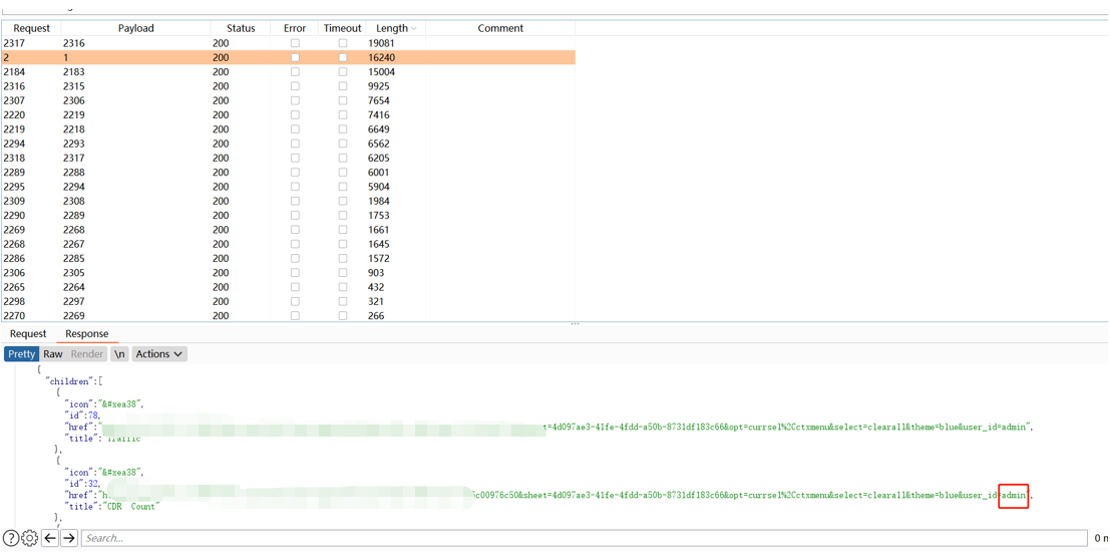 Request Payload Status Error Timeout Length Comment
2317 2316 200 19081
2 1 200 16240
2184 2183 200 15004
2316 2315 200 9925
2307 2306 200 7654
2220 2219 200 7416
2219 2218 200 6649
2294 2293 200 6562
2318 2317 200 6205
2289 2288 200 6001
2295 2294 200 5904
2309 2308 200 1984
2290 2289 200 1753
2269 2268 200 1661
2268 2267 200 1645
2286 2285 200 1572
2306 2305 200 903
2265 2264 200 432
2298 2297 200 321
2270 2269 200 266
Request Response
Pretty Raw Render \n Actions
{
"children":[
{
"icon":"&#xea38",
"id":78,
"href":" t=4d097ae3-41fe-4fdd-a50b-8731df183c66&opt=currsel%2Cctxmenu&select=clearall&theme=blue&user_id=admin",
"title":"Traffic"
},
{
"icon":"&#xea38",
"id":32,
"href":"h 5c00976c50&sheet=4d097ae3-41fe-4fdd-a50b-8731df183c66&opt=currsel%2Cctxmenu&select=clearall&theme=blue&user_id=admin",
"title":"CDR Count"
},
Search...
0 m